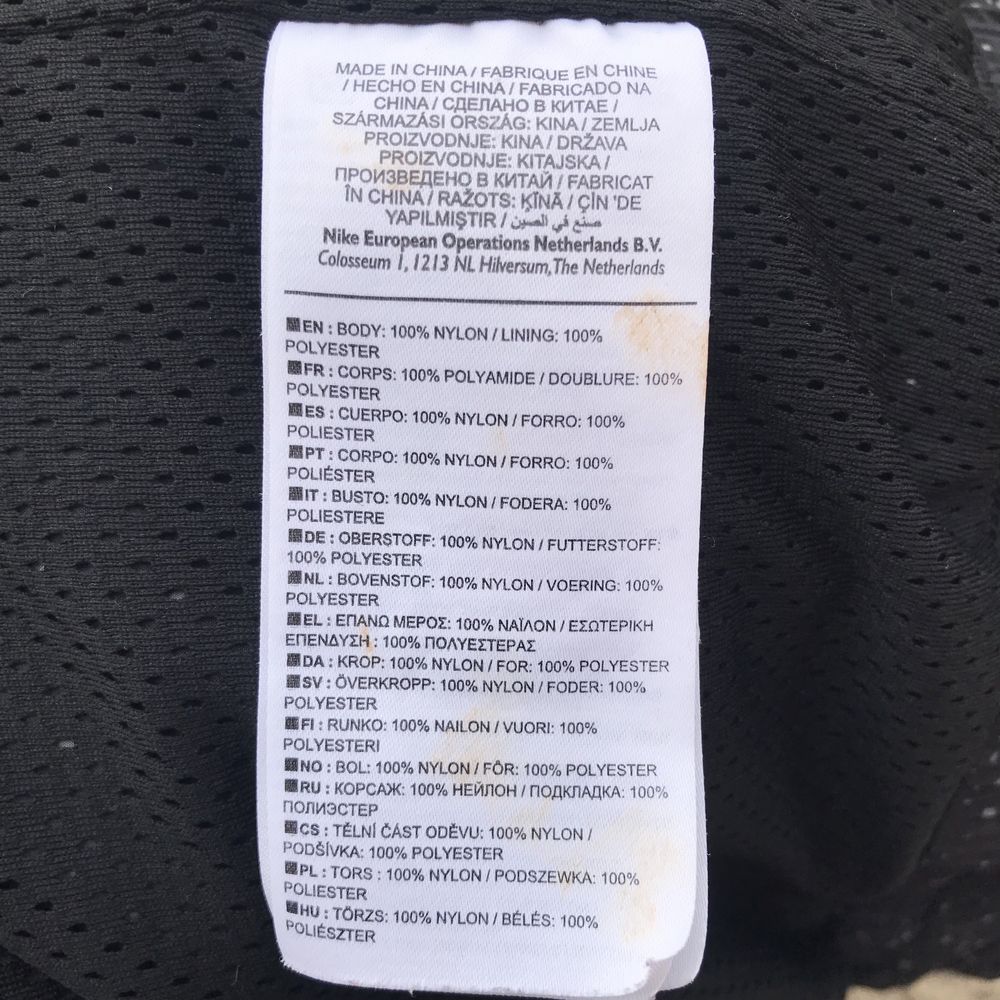 MADE IN CHINA / FABRIQUE EN CHINE
/ HECHO EN CHINA / FABRICADO NA
CHINA / СДЕЛАНО В КИТАЕ /
SZÁRMAZÁSI ORSZÁG: KINA / ZEMLJA
PROIZVODNJE: KINA / DRŽAVA
PROIZVODNJE: KITAJSKA /
ПРОИЗВЕДЕНО В КИТАЙ / FABRICAT
ÎN CHINA / RAŽOTS: ĶĪNĀ / ÇİN 'DE
YAPILMIŞTIR / صنع في الصين
Nike European Operations Netherlands B.V.
Colosseum 1, 1213 NL Hilversum, The Netherlands
EN : BODY: 100% NYLON / LINING: 100%
POLYESTER
FR : CORPS: 100% POLYAMIDE / DOUBLURE: 100%
POLYESTER
ES : CUERPO: 100% NYLON / FORRO: 100%
POLIESTER
PT : CORPO: 100% NYLON / FORRO: 100%
POLIÉSTER
IT : BUSTO: 100% NYLON / FODERA: 100%
POLIESTERE
DE : OBERSTOFF: 100% NYLON / FUTTERSTOFF:
100% POLYESTER
NL : BOVENSTOF: 100% NYLON / VOERING: 100%
POLYESTER
EL : ΕΠΑΝΩ ΜΕΡΟΣ: 100% ΝΑΪΛΟΝ / ΕΣΩΤΕΡΙΚΗ
ΕΠΕΝΔΥΣΗ : 100% ΠΟΛΥΕΣΤΕΡΑΣ
DA : KROP: 100% NYLON / FOR: 100% POLYESTER
SV : ÖVERKROPP: 100% NYLON / FODER: 100%
POLYESTER
FI : RUNKO: 100% NAILON / VUORI: 100%
POLYESTERI
NO : BOL: 100% NYLON / FÔR: 100% POLYESTER
RU : КОРСАЖ: 100% НЕЙЛОН / ПОДКЛАДКА: 100%
ПОЛИЭСТЕР
CS : TĚLNÍ ČÁST ODĚVU: 100% NYLON /
PODŠÍVKA: 100% POLYESTER
PL : TORS : 100% NYLON / PODSZEWKA: 100%
POLIESTER
HU : TÖRZS: 100% NYLON / BÉLÉS: 100%
POLIÉSZTER